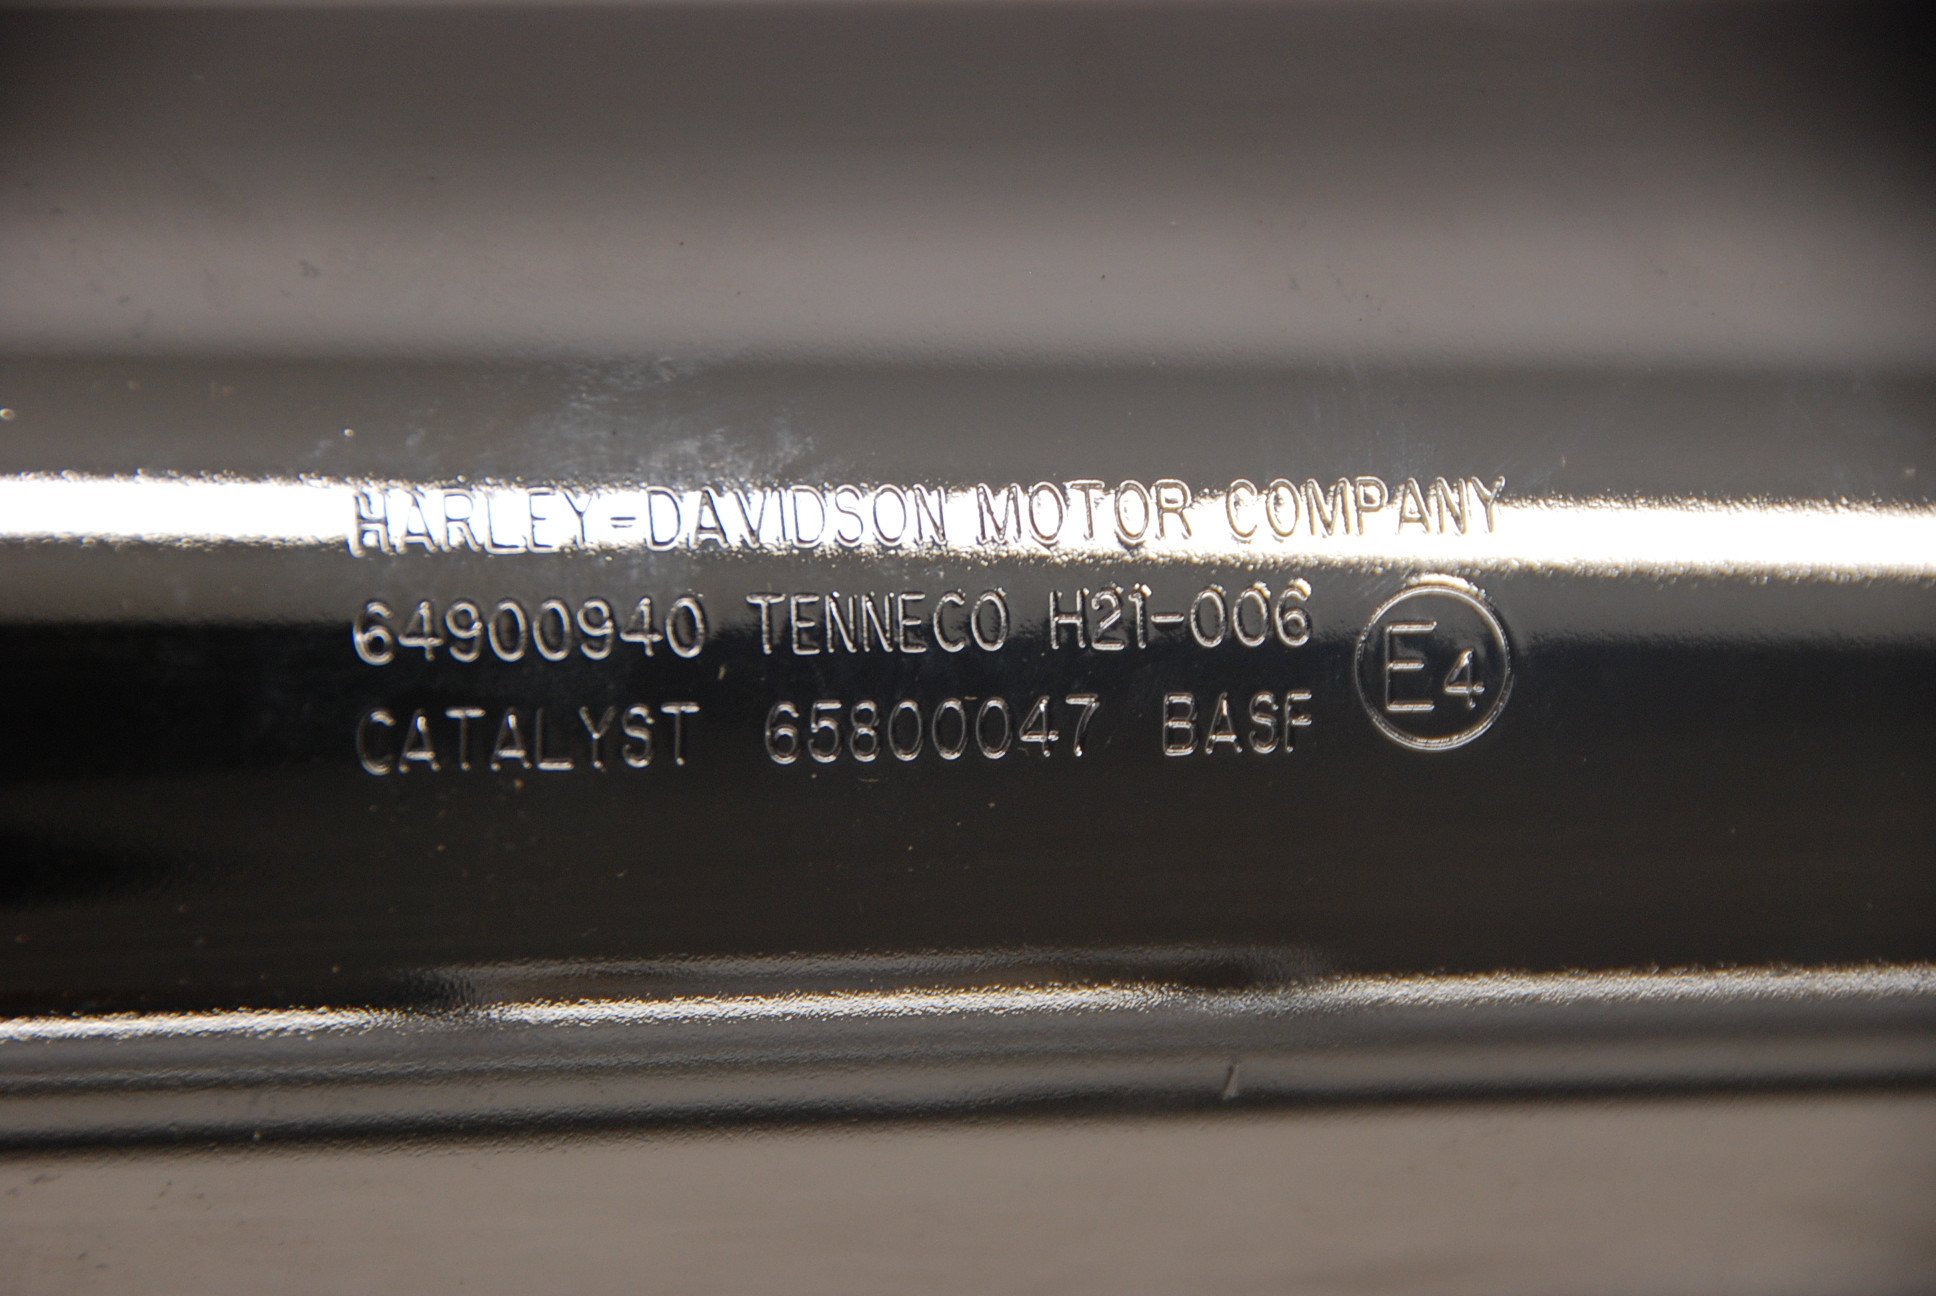 HARLEY-DAVIDSON MOTOR COMPANY
64900940 TENNECO H21-006
E4
CATALYST 65800047 BASF